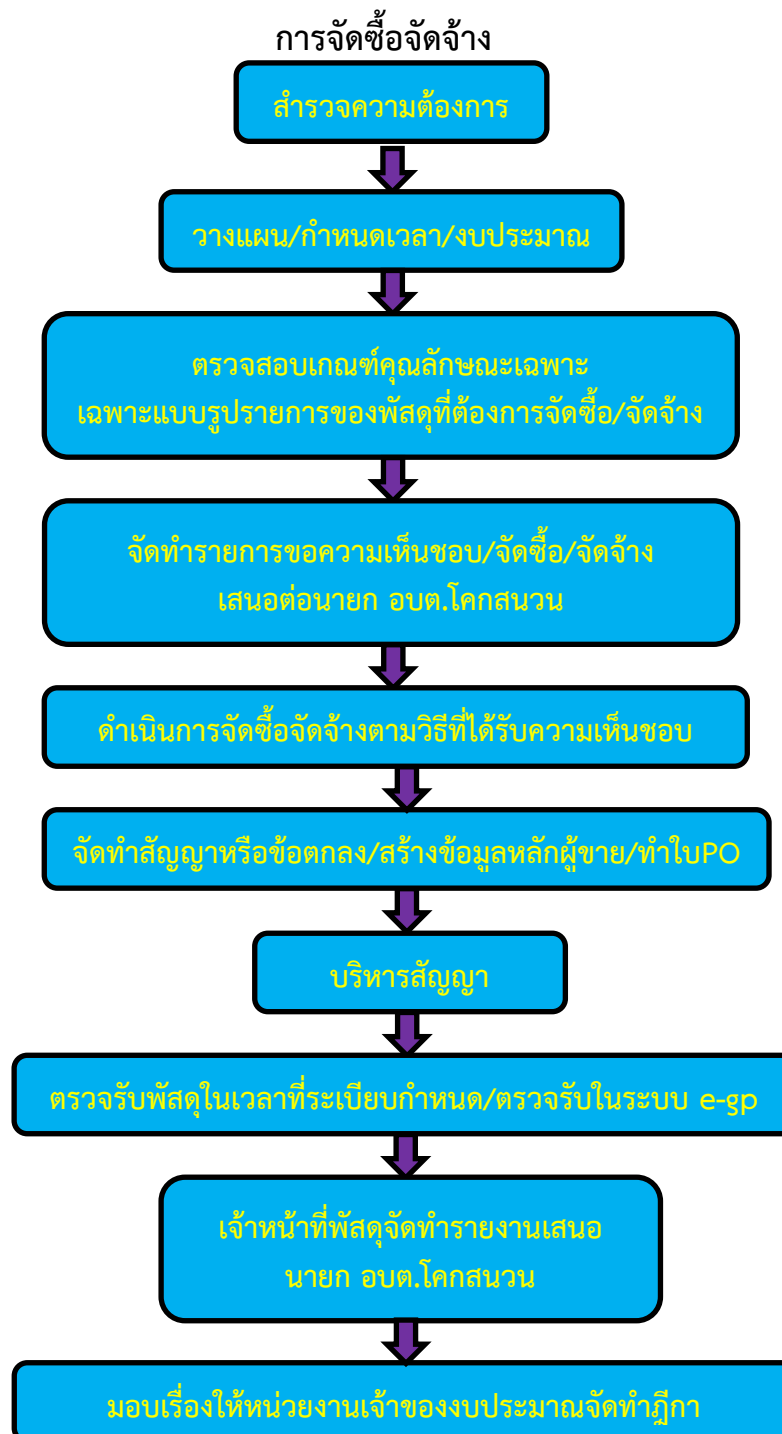 การจัดซื้อจัดจ้าง
สำรวจความต้องการ
วางแผน/กำหนดเวลา/งบประมาณ
ตรวจสอบเกณฑ์คุณลักษณะเฉพาะ
เฉพาะแบบรูปรายการของพัสดุที่ต้องการจัดซื้อ/จัดจ้าง
จัดทำรายการขอความเห็นชอบ/จัดซื้อ/จัดจ้าง
เสนอต่อนายก อบต.โคกสนวน
ดำเนินการจัดซื้อจัดจ้างตามวิธีที่ได้รับความเห็นชอบ
จัดทำสัญญาหรือข้อตกลง/สร้างข้อมูลหลักผู้ขาย/ทำใบPO
บริหารสัญญา
ตรวจรับพัสดุในเวลาที่ระเบียบกำหนด/ตรวจรับในระบบ e-gp
เจ้าหน้าที่พัสดุจัดทำรายงานเสนอ
นายก อบต.โคกสนวน
มอบเรื่องให้หน่วยงานเจ้าของงบประมาณจัดทำฎีกา